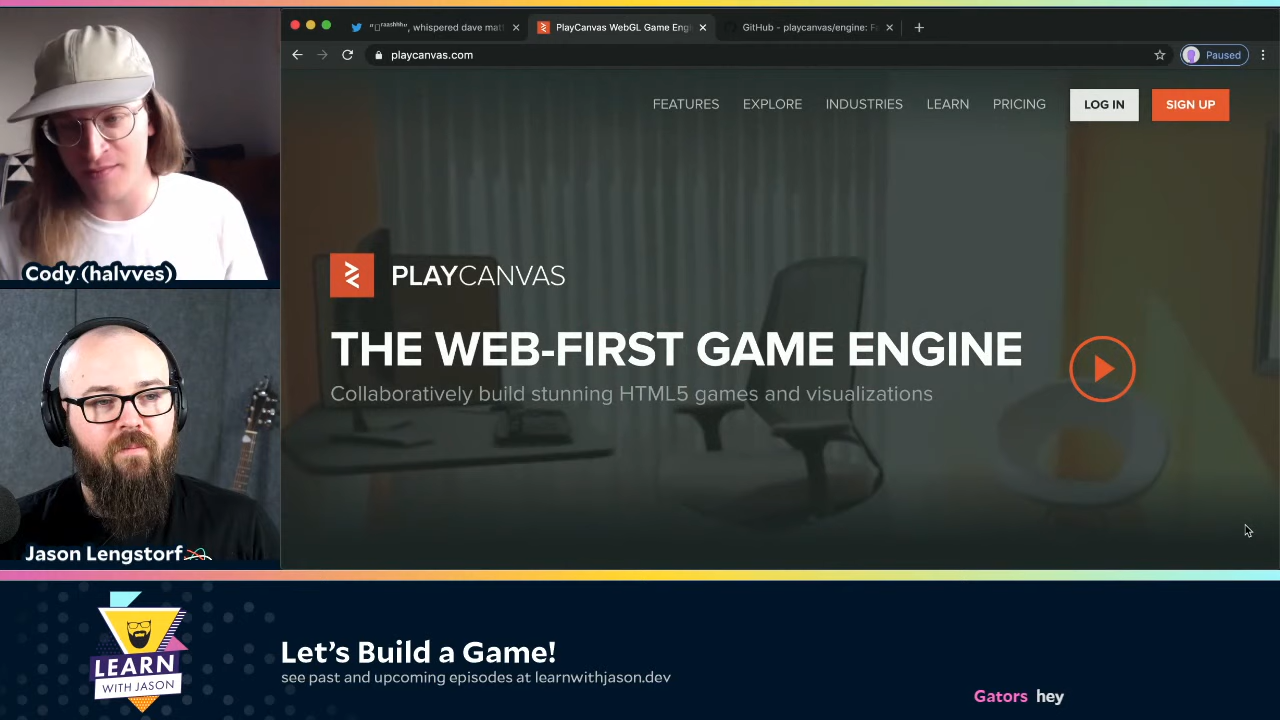 ", whispered dave matt
PlayCanvas WebGL Game Eng
GitHub - playcanvas/engine: F
playcanvas.com
Paused
FEATURES
EXPLORE
INDUSTRIES
LEARN
PRICING
LOG IN
SIGN UP
PLAYCANVAS
THE WEB-FIRST GAME ENGINE
Collaboratively build stunning HTML5 games and visualizations
Cody (halvves)
Jason Lengstorf
LEARN
WITH JASON
Let's Build a Game!
see past and upcoming episodes at learnwithjason.dev
Gators hey